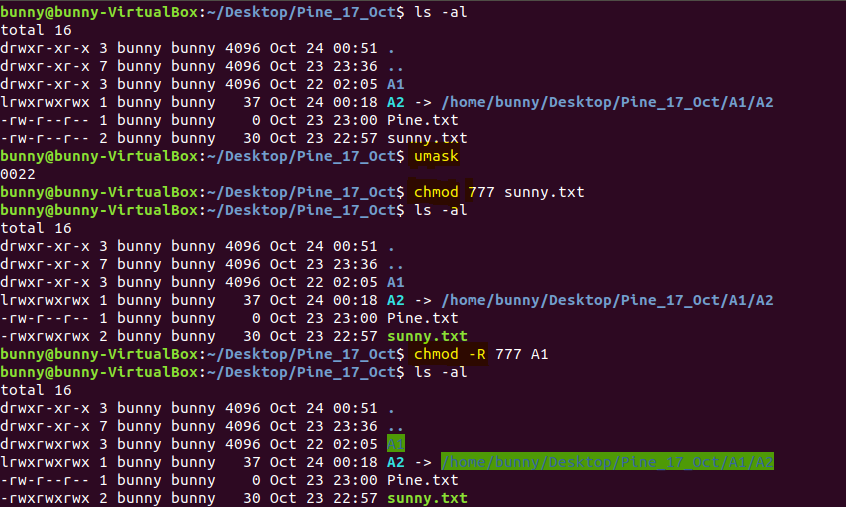 bunny@bunny-VirtualBox:~/Desktop/Pine_17_Oct$ ls -al
total 16
drwxr-xr-x 3 bunny bunny 4096 Oct 24 00:51 .
drwxr-xr-x 7 bunny bunny 4096 Oct 23 23:36 ..
drwxr-xr-x 3 bunny bunny 4096 Oct 22 02:05 A1
lrwxrwxrwx 1 bunny bunny   37 Oct 24 00:18 A2 -> /home/bunny/Desktop/Pine_17_Oct/A1/A2
-rw-r--r-- 1 bunny bunny    0 Oct 23 23:00 Pine.txt
-rw-r--r-- 2 bunny bunny   30 Oct 23 22:57 sunny.txt
bunny@bunny-VirtualBox:~/Desktop/Pine_17_Oct$ umask
0022
bunny@bunny-VirtualBox:~/Desktop/Pine_17_Oct$ chmod 777 sunny.txt
bunny@bunny-VirtualBox:~/Desktop/Pine_17_Oct$ ls -al
total 16
drwxr-xr-x 3 bunny bunny 4096 Oct 24 00:51 .
drwxr-xr-x 7 bunny bunny 4096 Oct 23 23:36 ..
drwxr-xr-x 3 bunny bunny 4096 Oct 22 02:05 A1
lrwxrwxrwx 1 bunny bunny   37 Oct 24 00:18 A2 -> /home/bunny/Desktop/Pine_17_Oct/A1/A2
-rw-r--r-- 1 bunny bunny    0 Oct 23 23:00 Pine.txt
-rwxrwxrwx 2 bunny bunny   30 Oct 23 22:57 sunny.txt
bunny@bunny-VirtualBox:~/Desktop/Pine_17_Oct$ chmod -R 777 A1
bunny@bunny-VirtualBox:~/Desktop/Pine_17_Oct$ ls -al
total 16
drwxr-xr-x 3 bunny bunny 4096 Oct 24 00:51 .
drwxr-xr-x 7 bunny bunny 4096 Oct 23 23:36 ..
drwxrwxrwx 3 bunny bunny 4096 Oct 22 02:05 A1
lrwxrwxrwx 1 bunny bunny   37 Oct 24 00:18 A2 -> /home/bunny/Desktop/Pine_17_Oct/A1/A2
-rw-r--r-- 1 bunny bunny    0 Oct 23 23:00 Pine.txt
-rwxrwxrwx 2 bunny bunny   30 Oct 23 22:57 sunny.txt